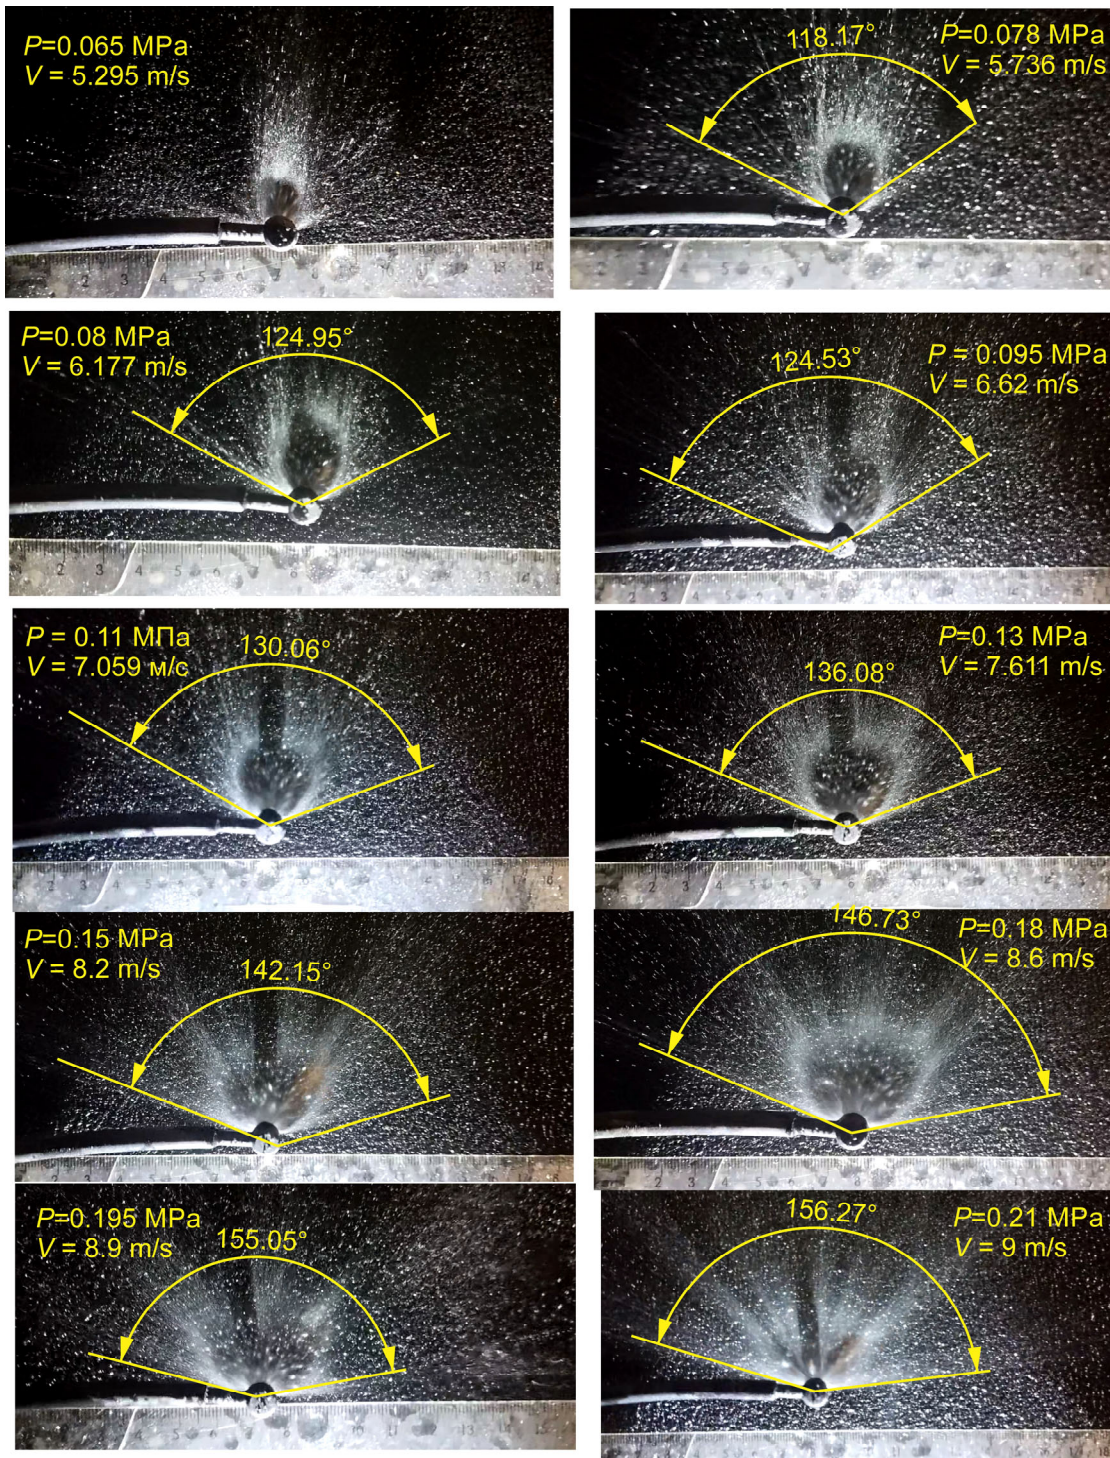 P=0.065 MPa
V = 5.295 m/s
118.17°
P=0.078 MPa
V = 5.736 m/s
P=0.08 MPa
V = 6.177 m/s
124.95°
124.53°
P = 0.095 MPa
V = 6.62 m/s
P = 0.11 МПа
V = 7.059 м/с
130.06°
136.08°
P=0.13 MPa
V = 7.611 m/s
P=0.15 MPa
V = 8.2 m/s
142.15°
146.73°
P=0.18 MPa
V = 8.6 m/s
P=0.195 MPa
V = 8.9 m/s
155.05°
156.27°
P=0.21 MPa
V = 9 m/s